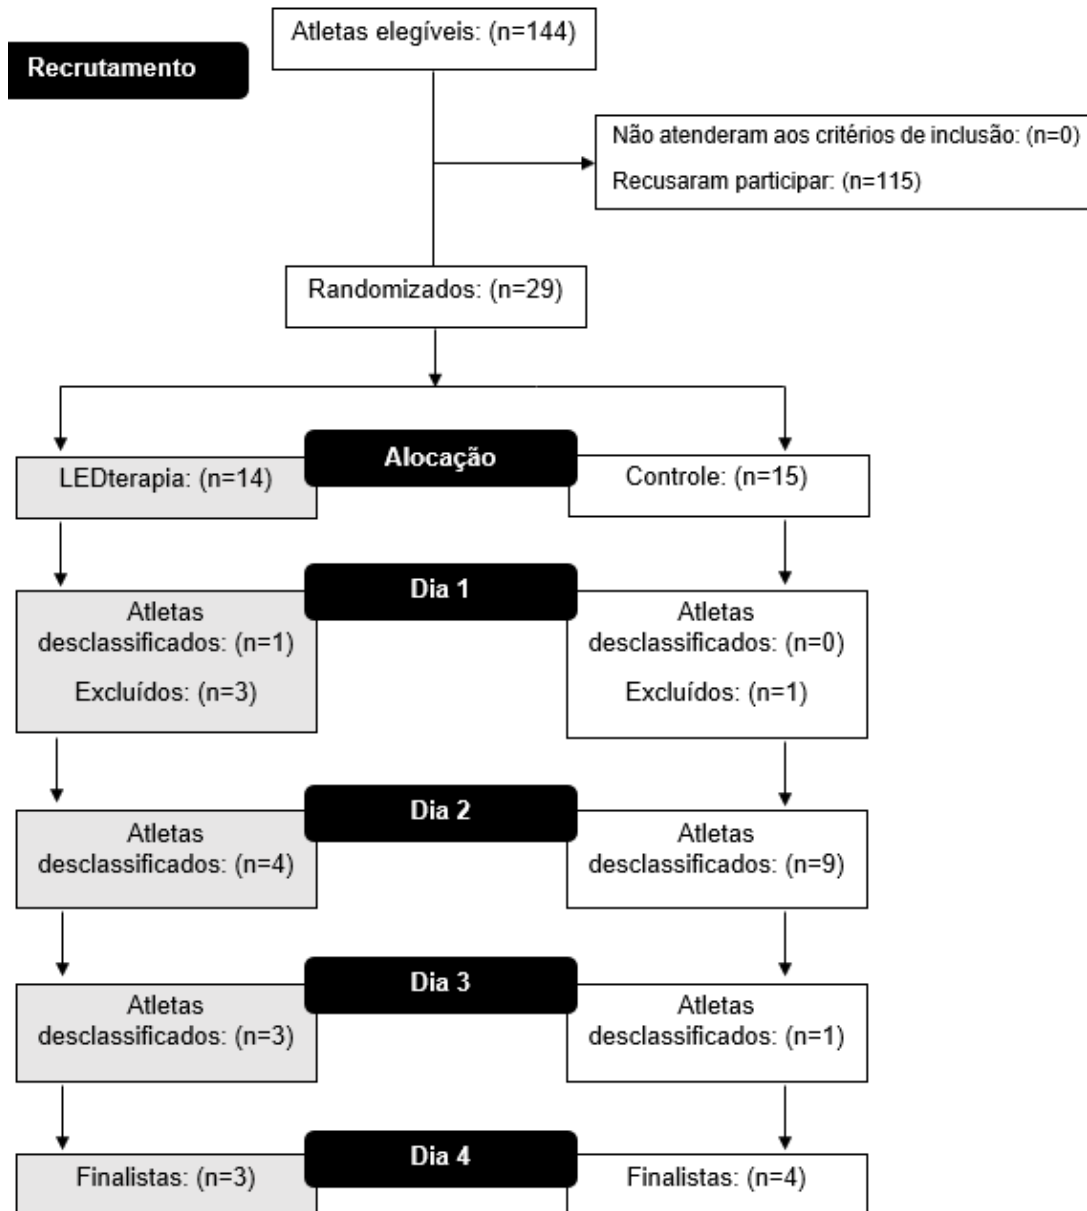 Atletas elegíveis: (n=144)
Recrutamento
Não atenderam aos critérios de inclusão: (n=0)
Recusaram participar: (n=115)
Randomizados: (n=29)
Alocação
LEDterapia: (n=14)
Controle: (n=15)
Dia 1
Atletas
desclassificados: (n=1)
Excluídos: (n=3)
Atletas
desclassificados: (n=0)
Excluídos: (n=1)
Dia 2
Atletas
desclassificados: (n=4)
Atletas
desclassificados: (n=9)
Dia 3
Atletas
desclassificados: (n=3)
Atletas
desclassificados: (n=1)
Dia 4
Finalistas: (n=3)
Finalistas: (n=4)